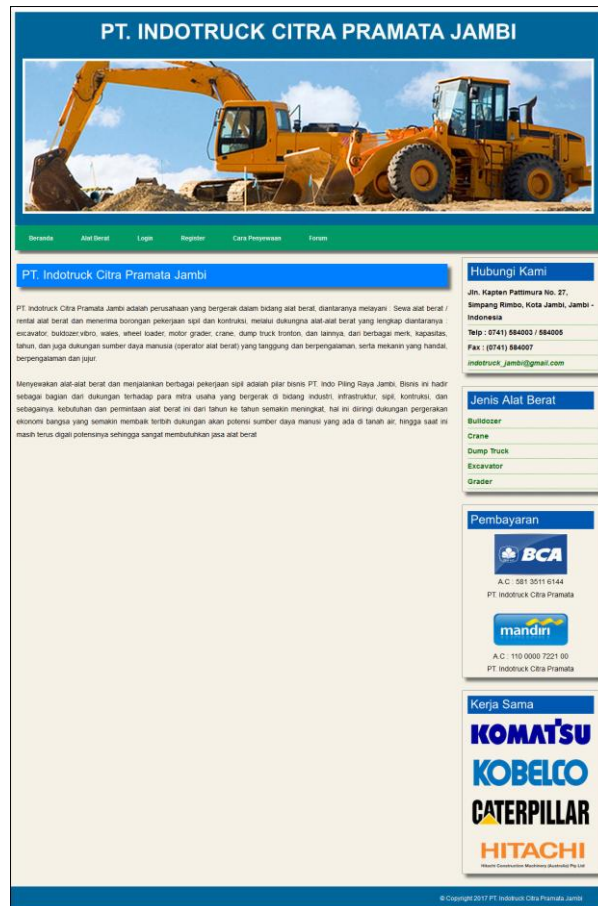 PT. INDOTRUCK CITRA PRAMATA JAMBI
Beranda Alat Berat Login Register Cara Penyewaan Forum
PT. Indotruck Citra Pramata Jambi
PT. Indotruck Citra Pramata Jambi adalah perusahaan yang bergerak dalam bidang alat berat, diantaranya melayani : Sewa alat berat /
rental alat berat dan menerima borongan pekerjaan sipil dan kontruksi, melalui dukungna alat-alat berat yang lengkap diantaranya :
excavator, buldozer,vibro, wales, wheel loader, motor grader, crane, dump truck tronton, dan lainnya, dari berbagai merk, kapasitas,
tahun, dan juga dukungan sumber daya manusia (operator alat berat) yang tanggung dan berpengalaman, serta mekanin yang handal,
berpengalaman dan jujur.
Menyewakan alat-alat berat dan menjalankan berbagai pekerjaan sipil adalah pilar bisnis PT. Indo Piling Raya Jambi, Bisnis ini hadir
sebagai bagian dari dukungan terhadap para mitra usaha yang bergerak di bidang industri, infrastruktur, sipil, kontruksi, dan
sebagainya. kebutuhan dan permintaan alat berat ini dari tahun ke tahun semakin meningkat, hal ini diiringi dukungan pergerakan
ekonomi bangsa yang semakin membaik terlbih dukungan akan potensi sumber daya manusi yang ada di tanah air, hingga saat ini
masih terus digali potensinya sehingga sangat membutuhkan jasa alat berat
Hubungi Kami
Jln. Kapten Pattimura No. 27,
Simpang Rimbo, Kota Jambi, Jambi -
Indonesia
Telp : 0741) 584003 / 584005
Fax : (0741) 584007
indotruck_jambi@gmail.com
Jenis Alat Berat
Bulldozer
Crane
Dump Truck
Excavator
Grader
Pembayaran
BCA
A.C : 581 3511 6144
PT. Indotruck Citra Pramata
mandiri
A.C : 110 0000 7221 00
PT. Indotruck Citra Pramata
Kerja Sama
KOMATSU
KOBELCO
CATERPILLAR
HITACHI
Hitachi Construction Machinery (Australia) Pty Ltd
© Copyright 2017 PT. Indotruck Citra Pramata Jambi